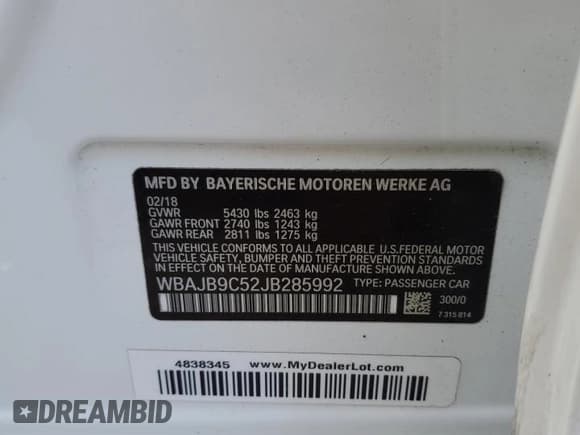 MFD BY BAYERISCHE MOTOREN WERKE AG
02/18
GVWR 5430 lbs 2463 kg
GAWR FRONT 2740 lbs 1243 kg
GAWR REAR 2811 lbs 1275 kg
THIS VEHICLE CONFORMS TO ALL APPLICABLE U.S.FEDERAL MOTOR
VEHICLE SAFETY, BUMPER, AND THEFT PREVENTION STANDARDS
IN EFFECT ON THE DATE OF MANUFACTURE SHOWN ABOVE.
WBAJB9C52JB285992 TYPE: PASSENGER CAR
300/0
7 315 814
4838345 www.MyDealerLot.com
DREAMBID